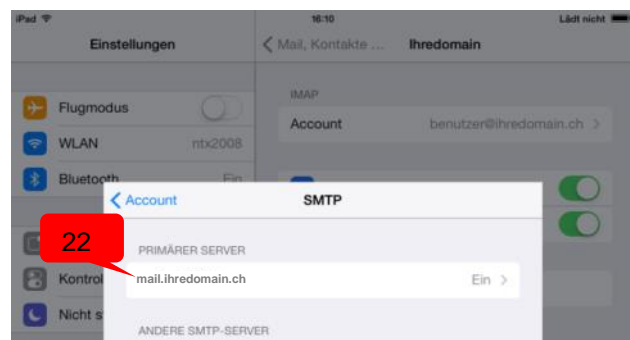 iPad 16:10 Lädt nicht
Einstellungen
Mail, Kontakte ... Ihredomain
IMAP
Flugmodus
Account benutzer@ihredomain.ch
WLAN ntx2008
Bluetooth Ein
Account SMTP
22
PRIMÄRER SERVER
Kontrol
mail.ihredomain.ch Ein
Nicht s
ANDERE SMTP-SERVER